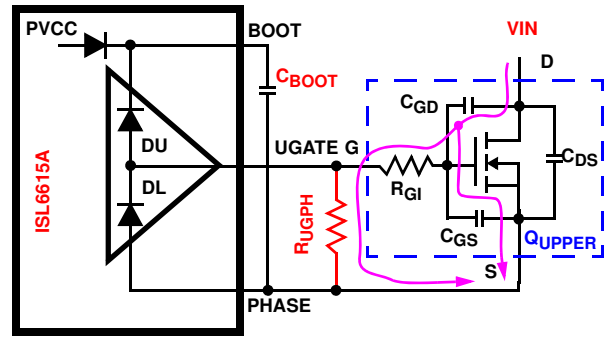 PVCC
BOOT
VIN
D
CBOOT
CGD
DU
UGATE G
CDS
DL
RGI
ISL6615A
RUGPH
CGS
QUPPER
S
PHASE